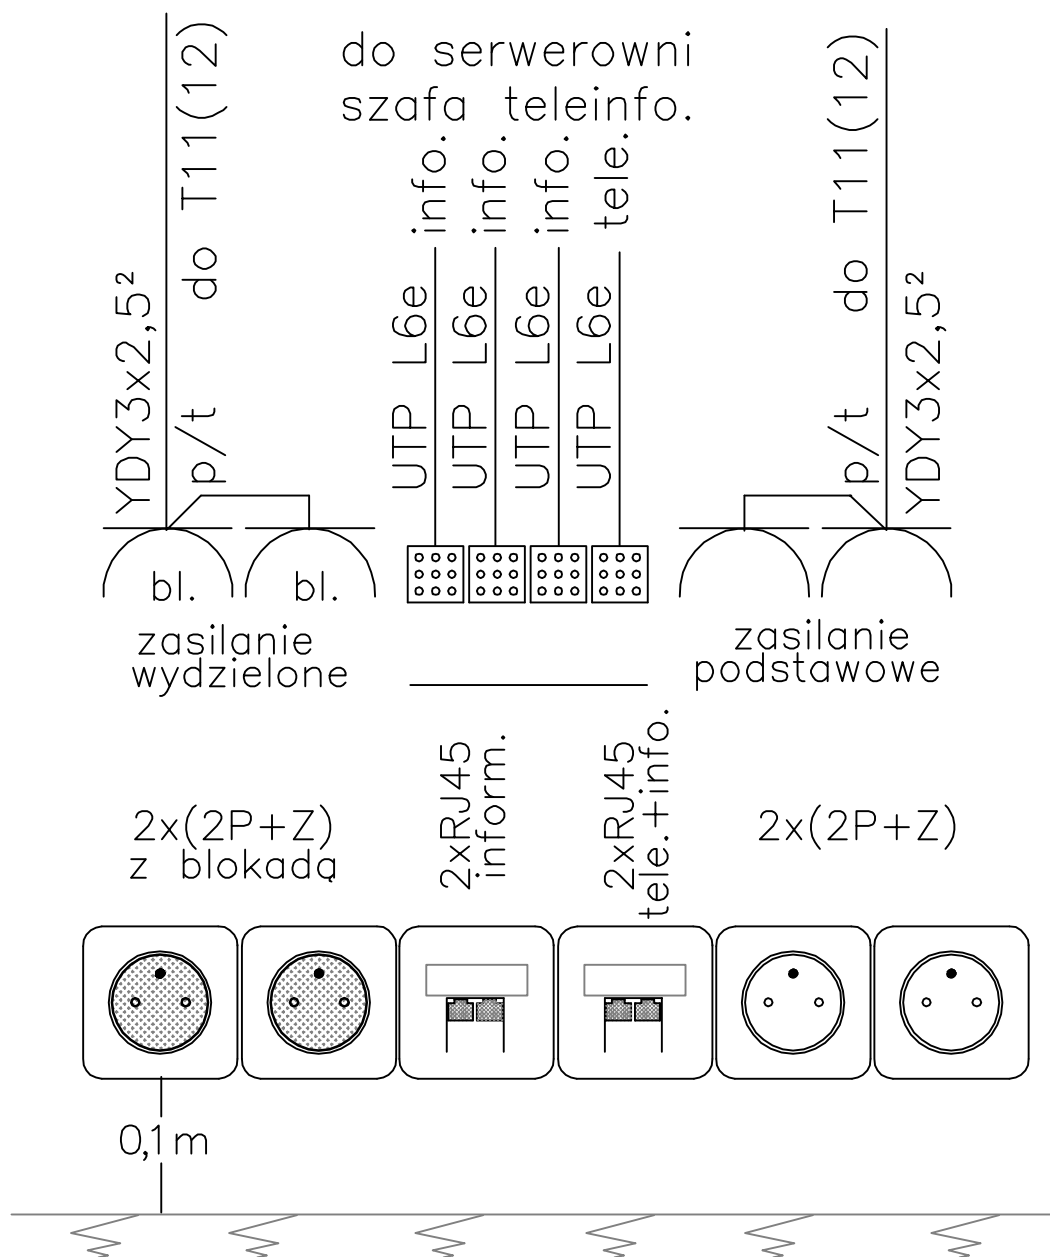 do serwerowni
szafa teleinfo.
YDY3x2,5²
p/t do T11(12)
UTP L6e info.
UTP L6e info.
UTP L6e info.
UTP L6e tele.
p/t do T11(12)
YDY3x2,5²
bl.
bl.
zasilanie
wydzielone
zasilanie
podstawowe
2x(2P+Z)
z blokadą
2xRJ45
inform.
2xRJ45
tele.+info.
2x(2P+Z)
0,1m